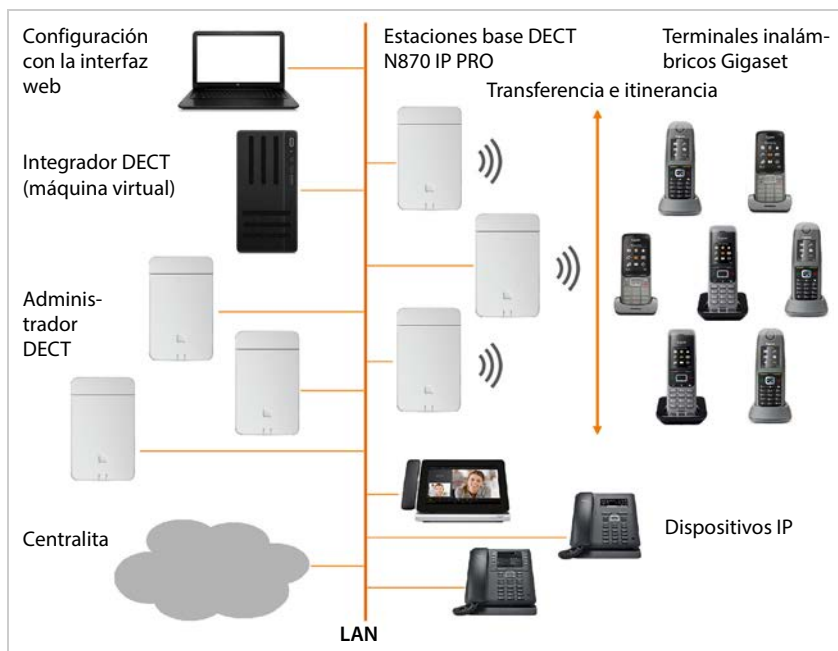 Configuración
con la interfaz
web
Estaciones base DECT
N870 IP PRO
Terminales inalám-
bricos Gigaset
Transferencia e itinerancia
Integrador DECT
(máquina virtual)
Adminis-
trador
DECT
Centralita
Dispositivos IP
LAN